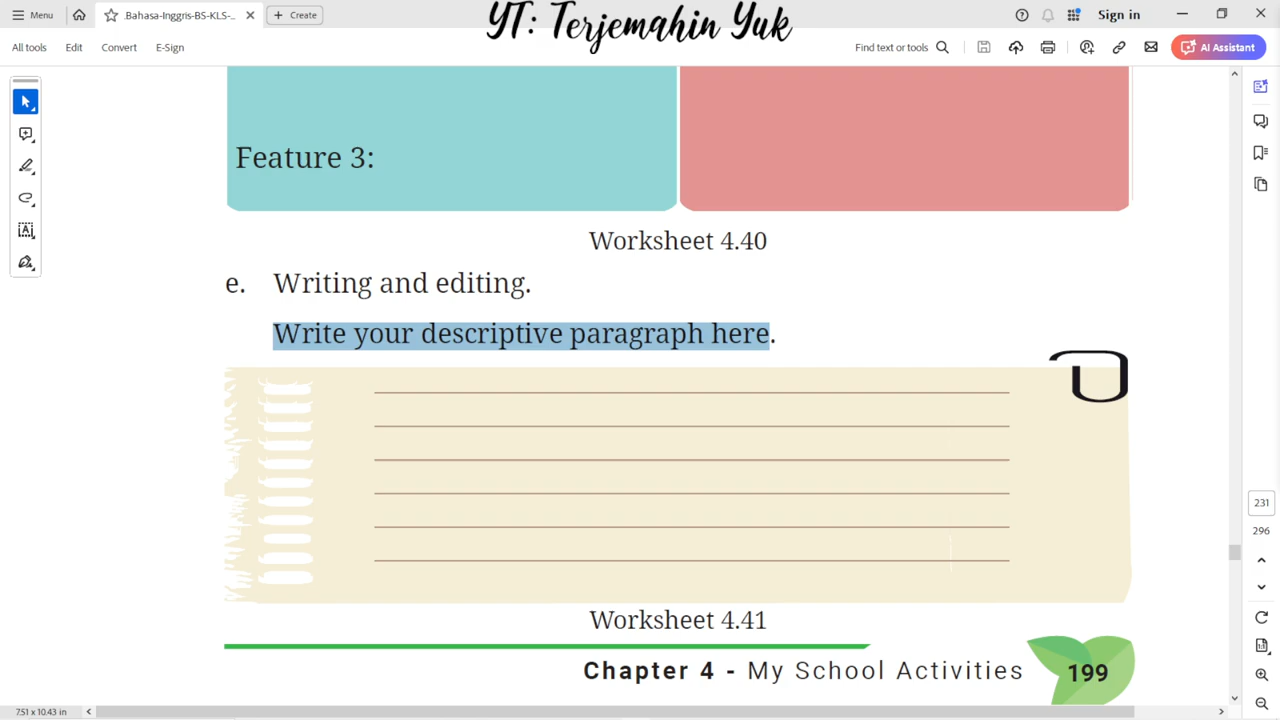 Menu
.Bahasa-Inggris-BS-KLS-...
Create
YT: Terjemahin Yuk
Sign in
All tools
Edit
Convert
E-Sign
Find text or tools
AI Assistant
Feature 3:
Worksheet 4.40
e. Writing and editing.
Write your descriptive paragraph here.
231
296
Worksheet 4.41
Chapter 4 - My School Activities
199
7.51 x 10.43 in